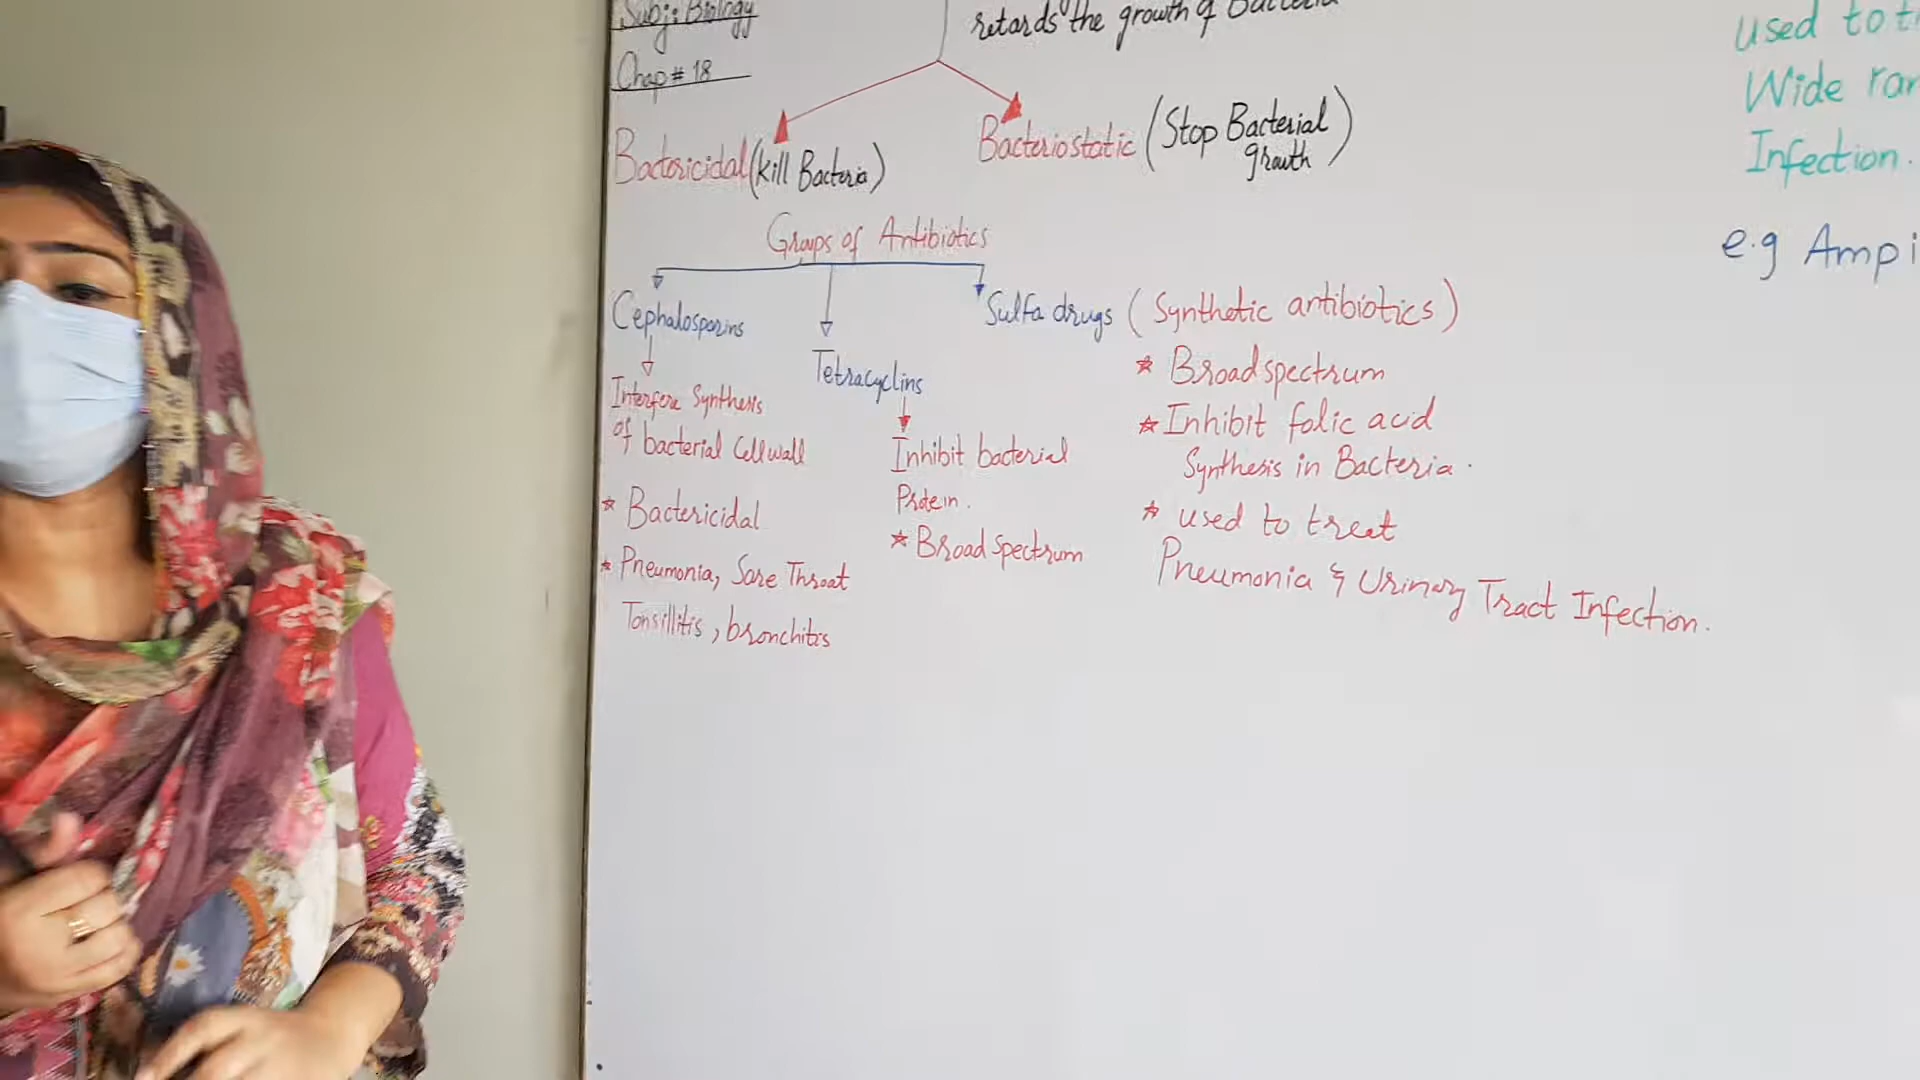 Subj: Biology
Chap # 18
retards the growth of Bacteria
Bactericidal (kill Bacteria)
Bacteriostatic (Stop Bacterial
growth)
Groups of Antibiotics
Cephalosporins
Interfere Synthesis
of bacterial Cell wall
* Bactericidal
* Pneumonia, Sore Throat
Tonsillitis, bronchitis
Tetracyclins
Inhibit bacterial
Protein.
* Broad spectrum
Sulfa drugs (Synthetic antibiotics)
* Broad spectrum
* Inhibit folic acid
Synthesis in Bacteria.
* used to treat
Pneumonia & Urinary Tract Infection.
used to
Wide
Infection.
e.g Ampi